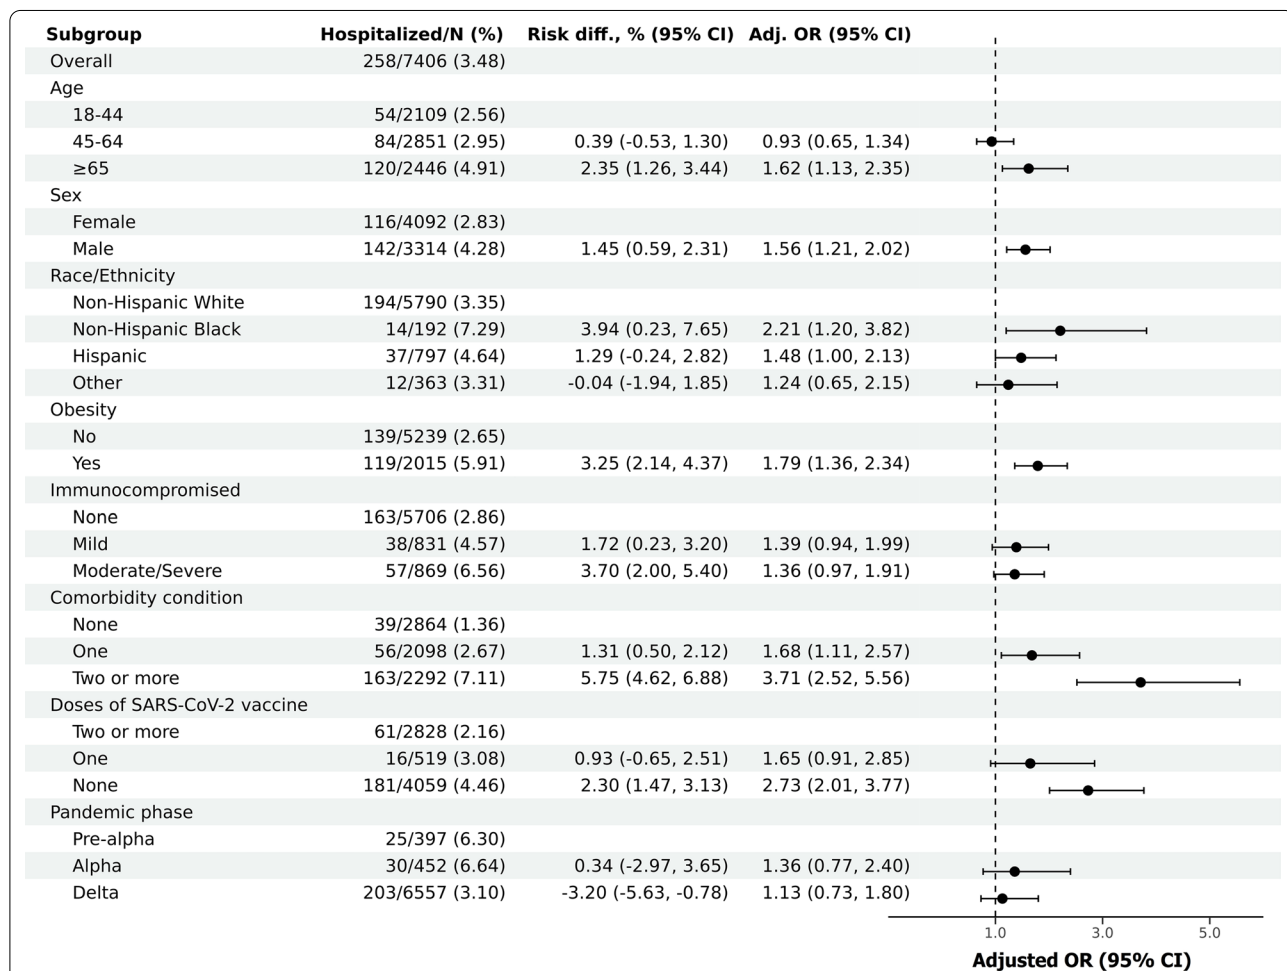 Subgroup Hospitalized/N (%) Risk diff., % (95% CI) Adj. OR (95% CI)
Overall 258/7406 (3.48)
Age
18-44 54/2109 (2.56)
45-64 84/2851 (2.95) 0.39 (-0.53, 1.30) 0.93 (0.65, 1.34)
≥65 120/2446 (4.91) 2.35 (1.26, 3.44) 1.62 (1.13, 2.35)
Sex
Female 116/4092 (2.83)
Male 142/3314 (4.28) 1.45 (0.59, 2.31) 1.56 (1.21, 2.02)
Race/Ethnicity
Non-Hispanic White 194/5790 (3.35)
Non-Hispanic Black 14/192 (7.29) 3.94 (0.23, 7.65) 2.21 (1.20, 3.82)
Hispanic 37/797 (4.64) 1.29 (-0.24, 2.82) 1.48 (1.00, 2.13)
Other 12/363 (3.31) -0.04 (-1.94, 1.85) 1.24 (0.65, 2.15)
Obesity
No 139/5239 (2.65)
Yes 119/2015 (5.91) 3.25 (2.14, 4.37) 1.79 (1.36, 2.34)
Immunocompromised
None 163/5706 (2.86)
Mild 38/831 (4.57) 1.72 (0.23, 3.20) 1.39 (0.94, 1.99)
Moderate/Severe 57/869 (6.56) 3.70 (2.00, 5.40) 1.36 (0.97, 1.91)
Comorbidity condition
None 39/2864 (1.36)
One 56/2098 (2.67) 1.31 (0.50, 2.12) 1.68 (1.11, 2.57)
Two or more 163/2292 (7.11) 5.75 (4.62, 6.88) 3.71 (2.52, 5.56)
Doses of SARS-CoV-2 vaccine
Two or more 61/2828 (2.16)
One 16/519 (3.08) 0.93 (-0.65, 2.51) 1.65 (0.91, 2.85)
None 181/4059 (4.46) 2.30 (1.47, 3.13) 2.73 (2.01, 3.77)
Pandemic phase
Pre-alpha 25/397 (6.30)
Alpha 30/452 (6.64) 0.34 (-2.97, 3.65) 1.36 (0.77, 2.40)
Delta 203/6557 (3.10) -3.20 (-5.63, -0.78) 1.13 (0.73, 1.80)
1.0 3.0 5.0
Adjusted OR (95% CI)